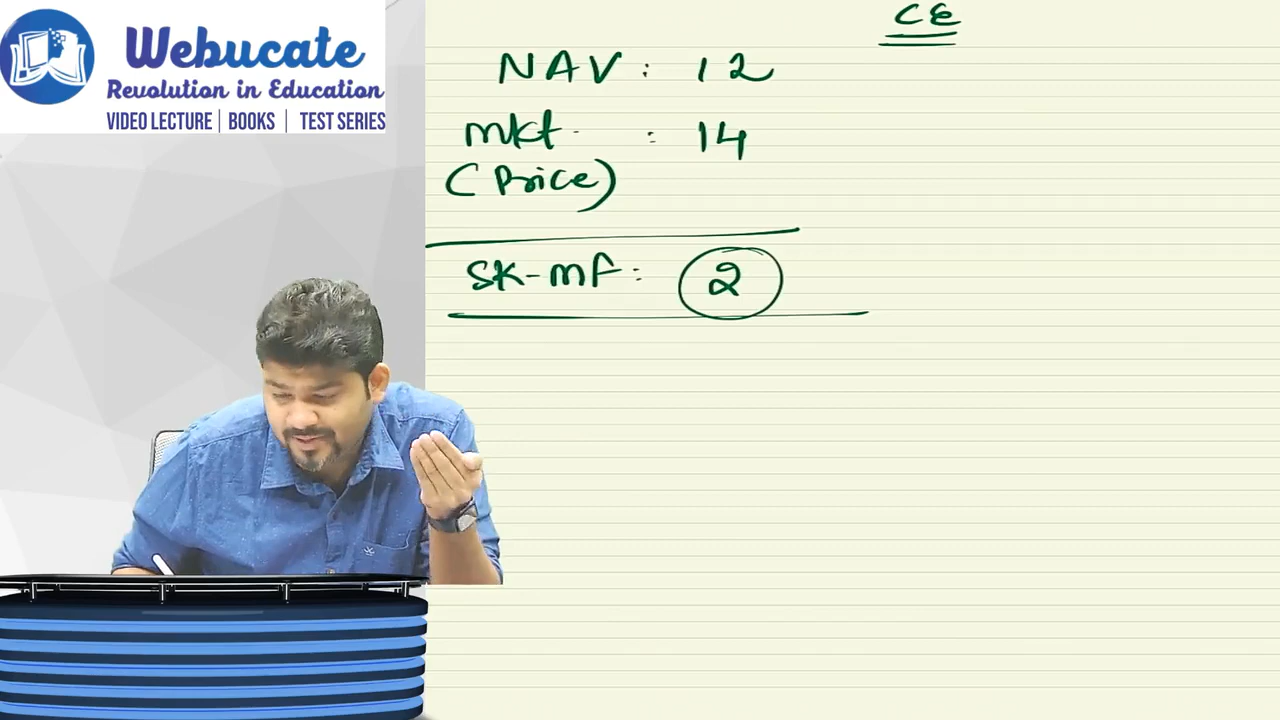 Webucate
Revolution in Education
VIDEO LECTURE | BOOKS | TEST SERIES
CE
NAV : 12
mkt : 14
(Price)
SK-MF : 2